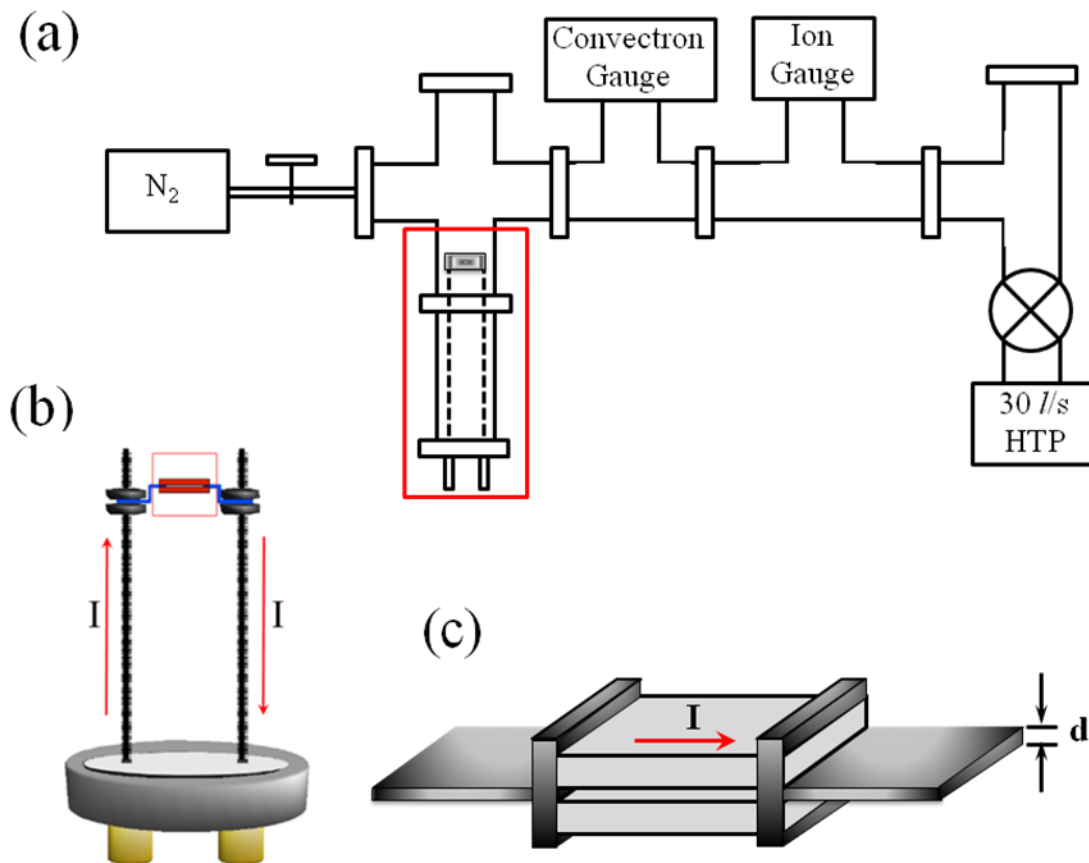 (a)
Convectron
Gauge
Ion
Gauge
N₂
30 l/s
HTP
(b)
I
I
(c)
I
d